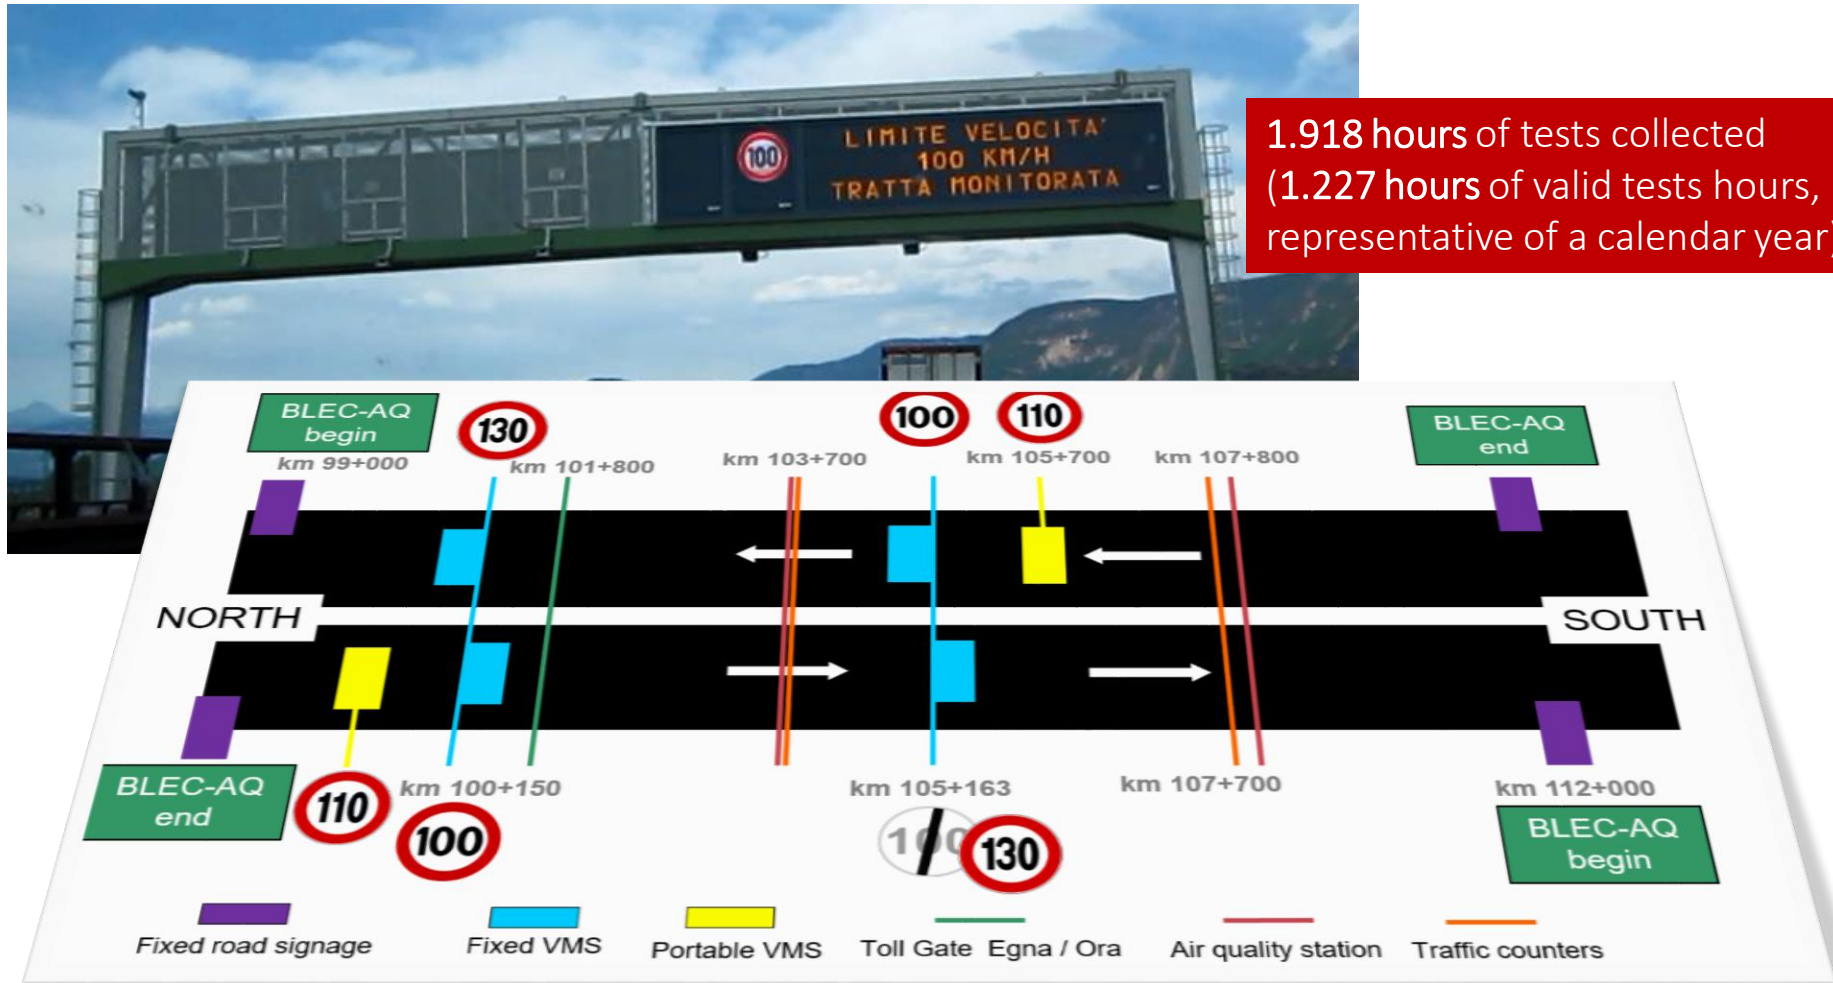 LIMITE VELOCITA'
100
100 KM/H
TRATTA MONITORATA
1.918 hours of tests collected
(1.227 hours of valid tests hours,
representative of a calendar year)
BLEC-AQ
begin
130
100
110
BLEC-AQ
end
km 99+000
km 101+800
km 103+700
km 105+700
km 107+800
NORTH
SOUTH
BLEC-AQ
end
110
km 100+150
100
km 105+163
100
130
km 107+700
km 112+000
BLEC-AQ
begin
Fixed road signage
Fixed VMS
Portable VMS
Toll Gate Egna / Ora
Air quality station
Traffic counters